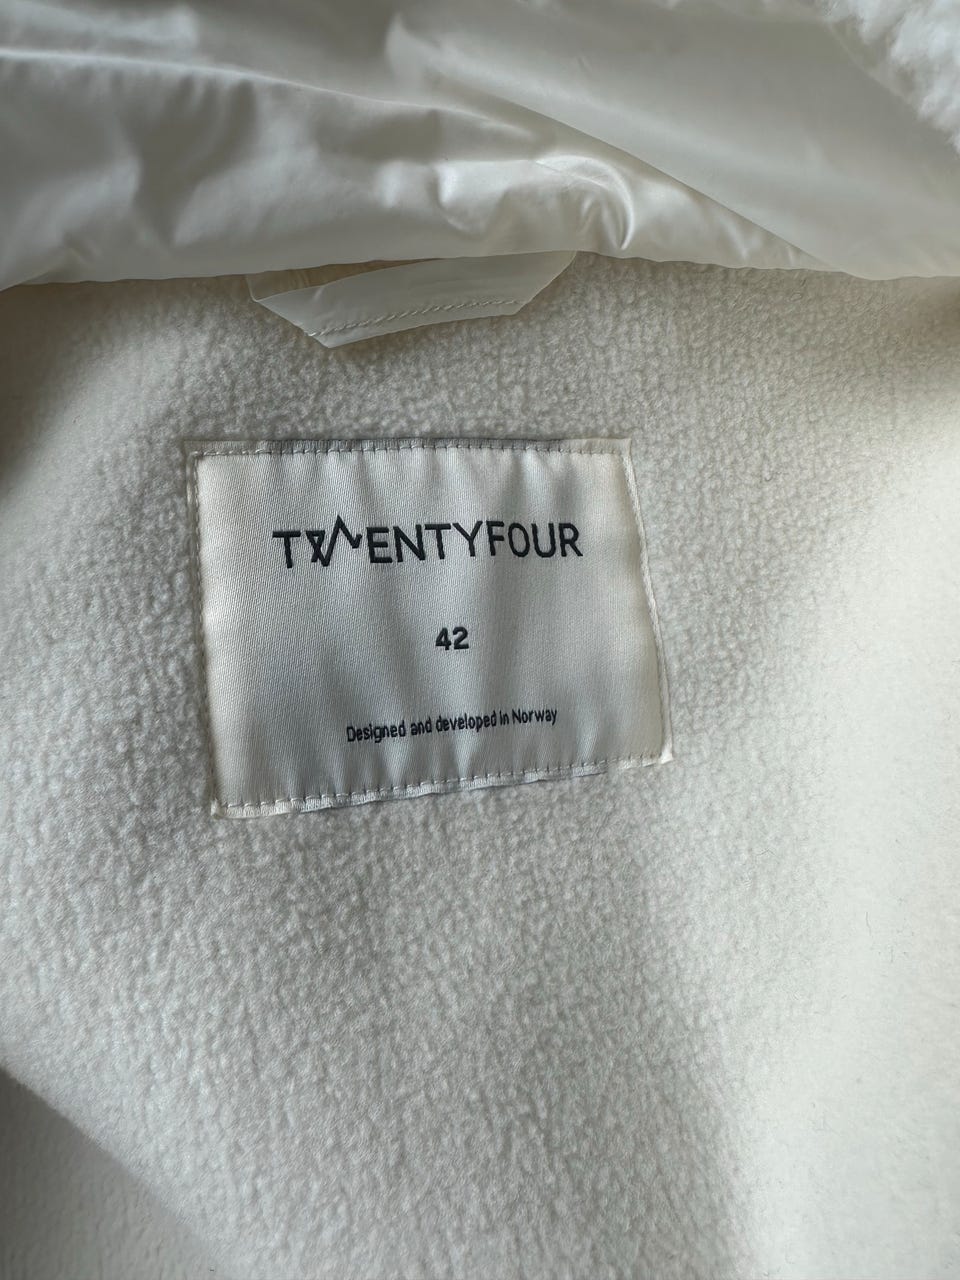 TWENTYFOUR
42
Designed and developed in Norway